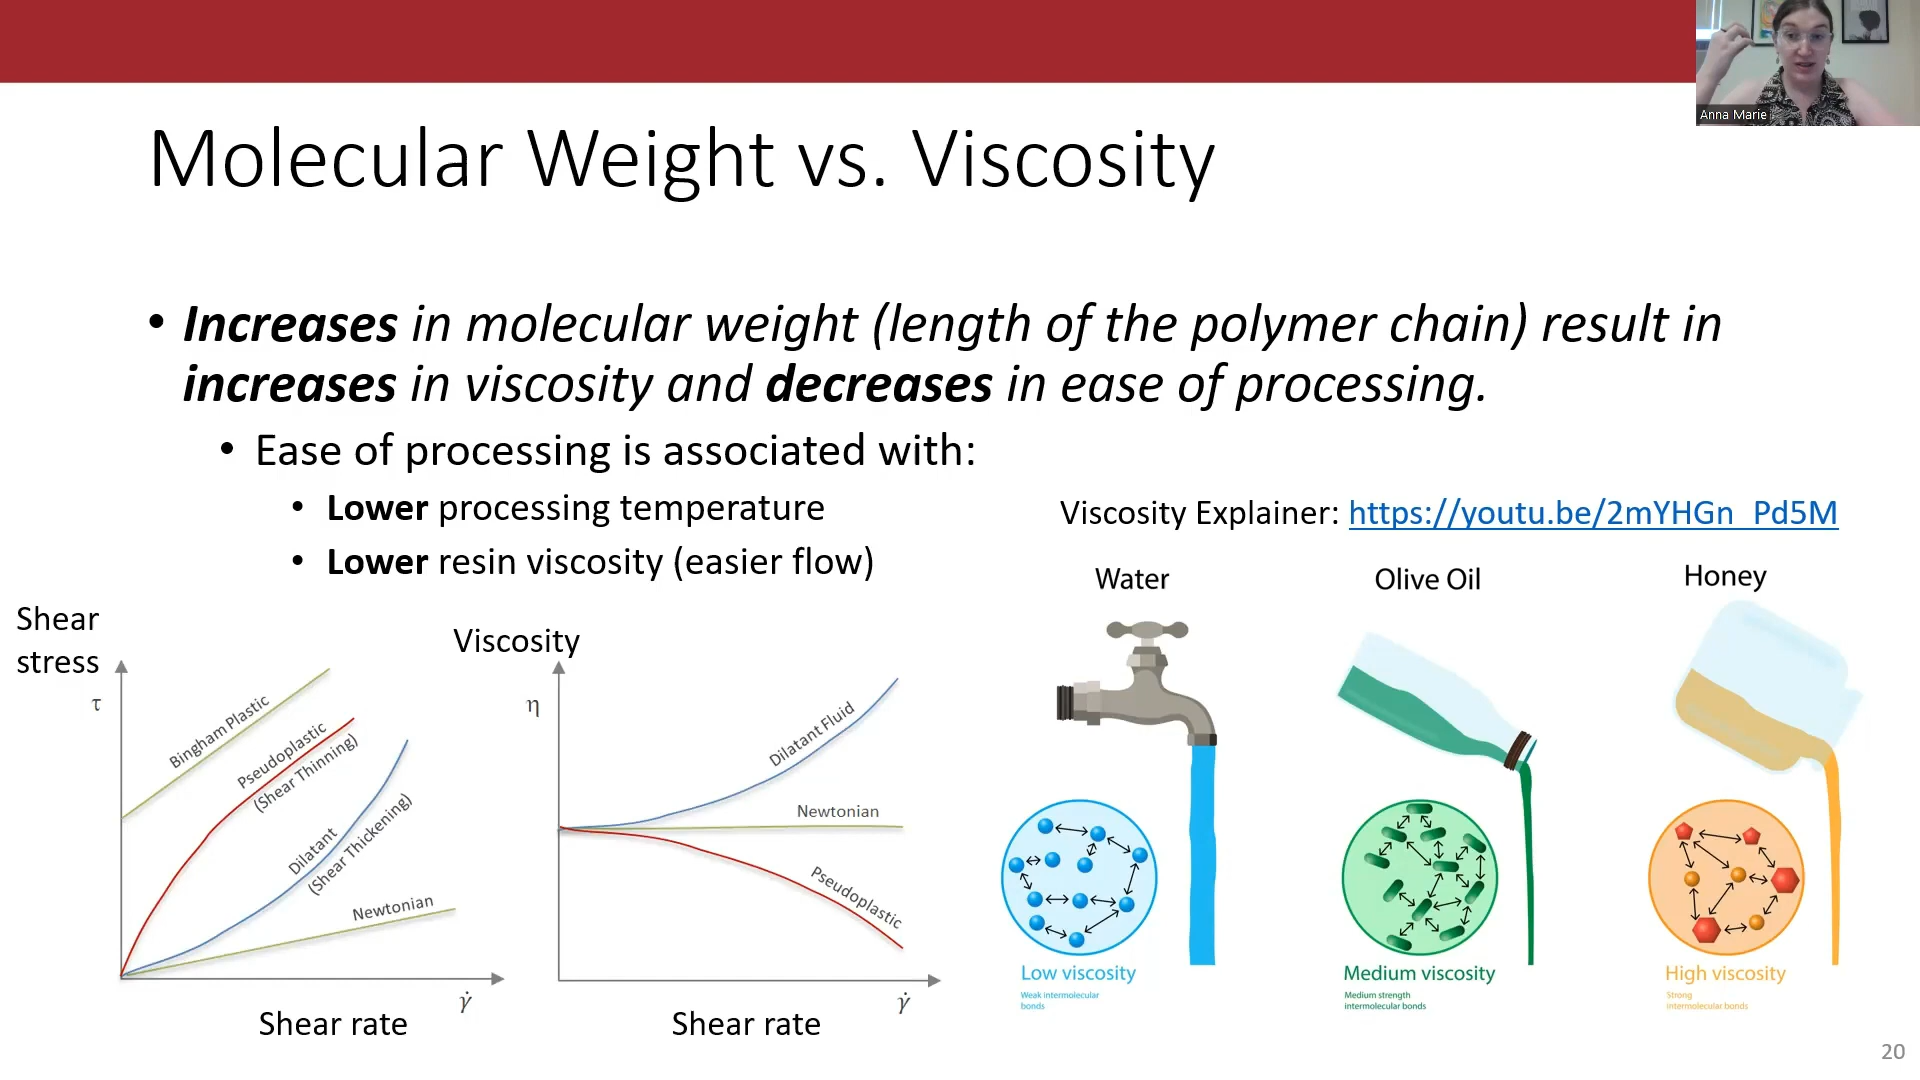 Anna Marie
Molecular Weight vs. Viscosity
• Increases in molecular weight (length of the polymer chain) result in
increases in viscosity and decreases in ease of processing.
• Ease of processing is associated with:
• Lower processing temperature
• Lower resin viscosity (easier flow)
Viscosity Explainer: https://youtu.be/2mYHGn_Pd5M
Shear
stress
τ
Bingham Plastic
Pseudoplastic
(Shear Thinning)
Dilatant
(Shear Thickening)
Newtonian
γ̇
Shear rate
Viscosity
η
Dilatant Fluid
Newtonian
Pseudoplastic
γ̇
Shear rate
Water
Olive Oil
Honey
Low viscosity
Weak intermolecular
bonds
Medium viscosity
Medium strength
intermolecular bonds
High viscosity
Strong
intermolecular bonds
20